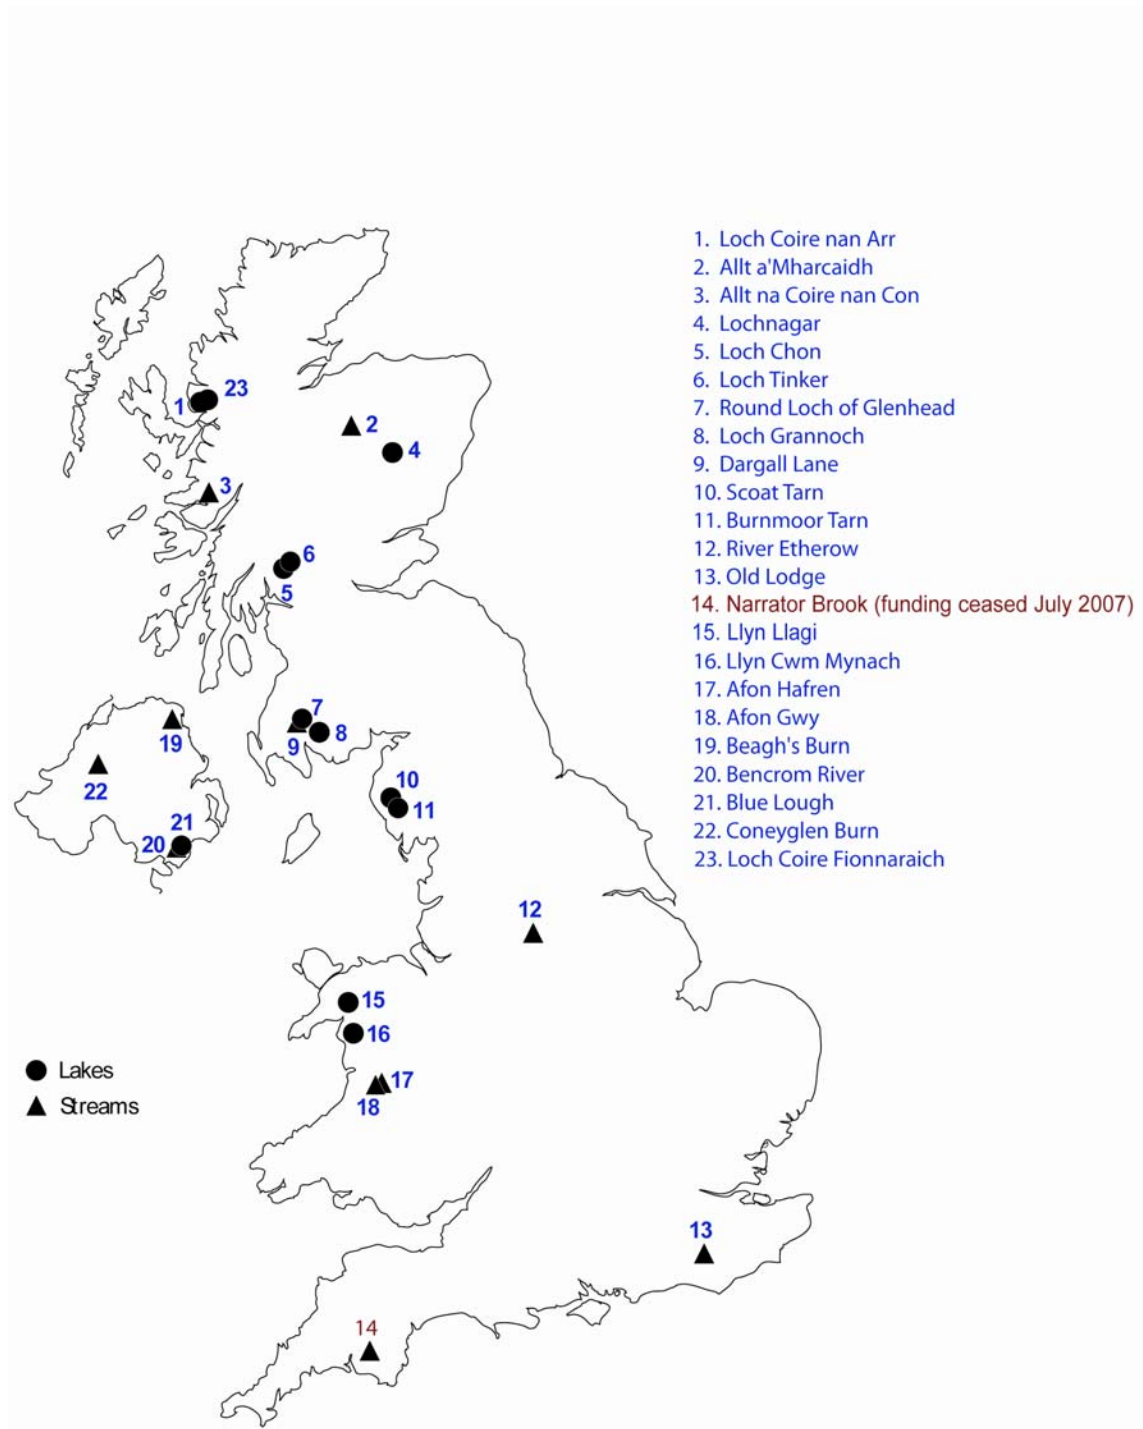 1. Loch Coire nan Arr
2. Allt a'Mharcaidh
3. Allt na Coire nan Con
4. Lochnagar
5. Loch Chon
6. Loch Tinker
7. Round Loch of Glenhead
8. Loch Grannoch
9. Dargall Lane
10. Scoat Tarn
11. Burnmoor Tarn
12. River Etherow
13. Old Lodge
14. Narrator Brook (funding ceased July 2007)
15. Llyn Llagi
16. Llyn Cwm Mynach
17. Afon Hafren
18. Afon Gwy
19. Beagh's Burn
20. Bencrom River
21. Blue Lough
22. Coneyglen Burn
23. Loch Coire Fionnaraich
23
1
2
4
3
6
5
7
8
9
19
22
10
11
21
20
12
15
16
17
18
13
14
Lakes
Streams